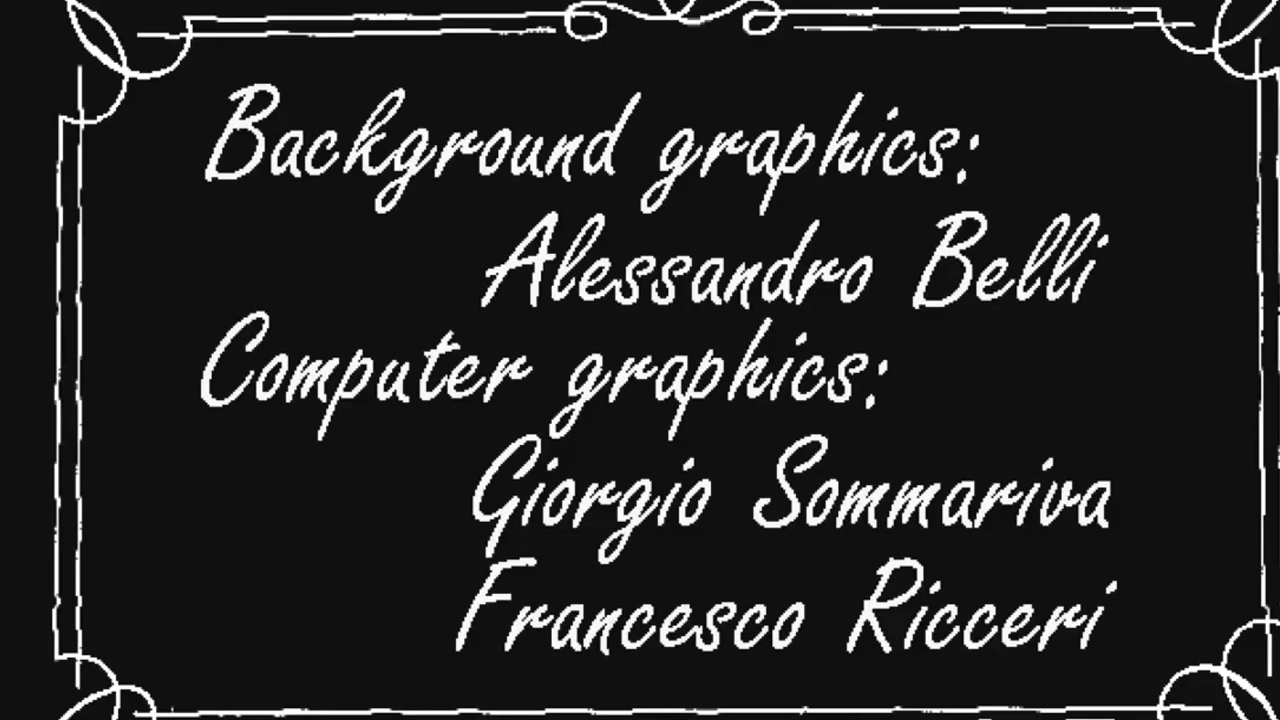 Background graphics:
Alessandro Belli
Computer graphics:
Giorgio Sommariva
Francesco Ricceri